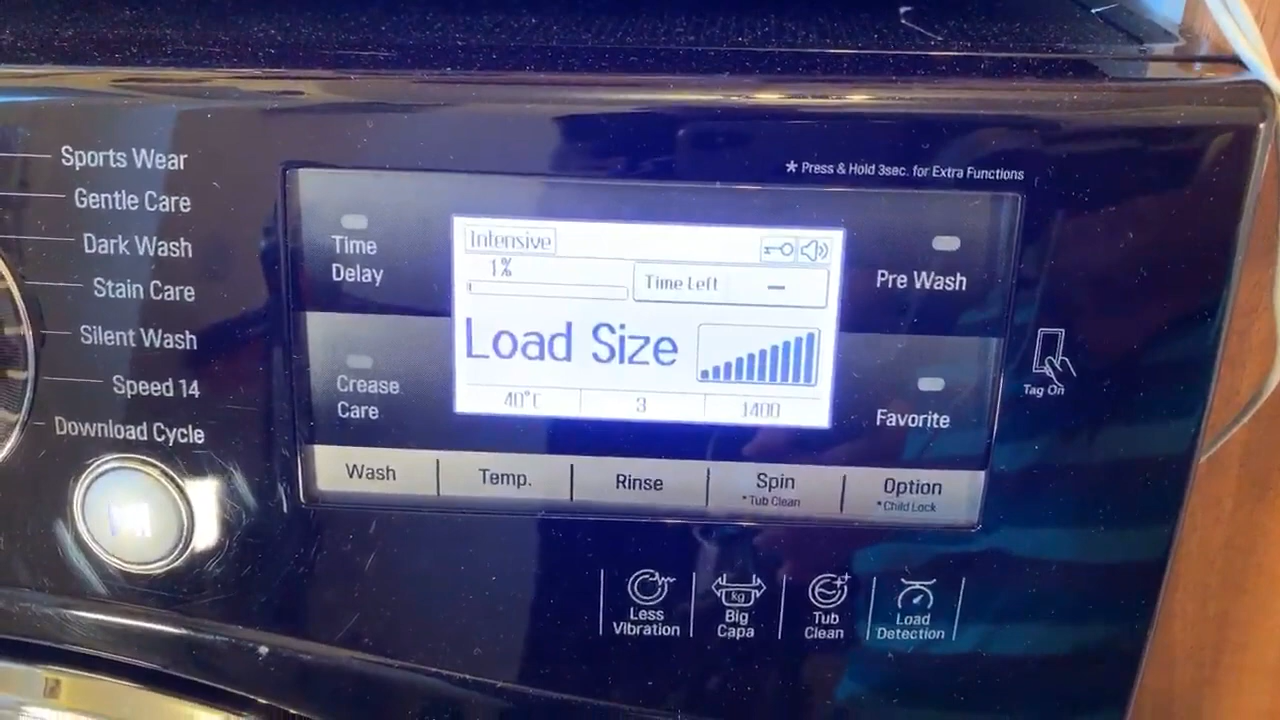 Sports Wear
Gentle Care
Dark Wash
Stain Care
Silent Wash
Speed 14
Download Cycle
* Press & Hold 3sec. for Extra Functions
Time
Delay
Crease
Care
Intensive
1%
Time Left –
Load Size
40°C 3 1400
Pre Wash
Favorite
Tag On
Wash Temp. Rinse Spin Option
*Tub Clean *Child Lock
Less
Vibration
kg
Big
Capa
Tub
Clean
Load
Detection